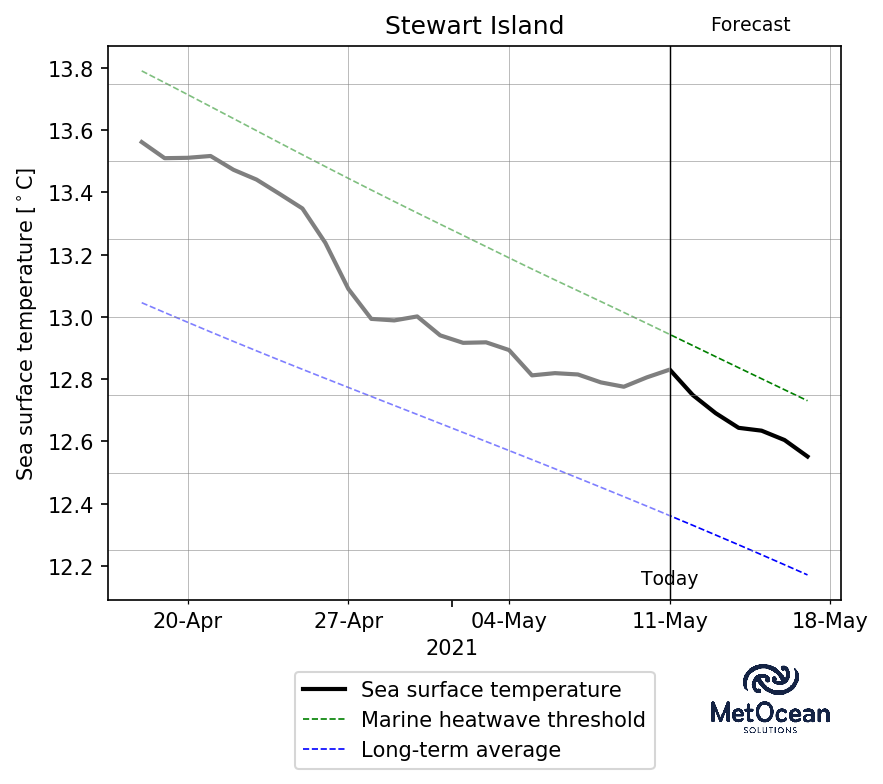 Stewart Island
Forecast
Sea surface temperature [°C]
13.8
13.6
13.4
13.2
13.0
12.8
12.6
12.4
12.2
Today
20-Apr 27-Apr 04-May 11-May 18-May
2021
Sea surface temperature
Marine heatwave threshold
Long-term average
MetOcean
SOLUTIONS